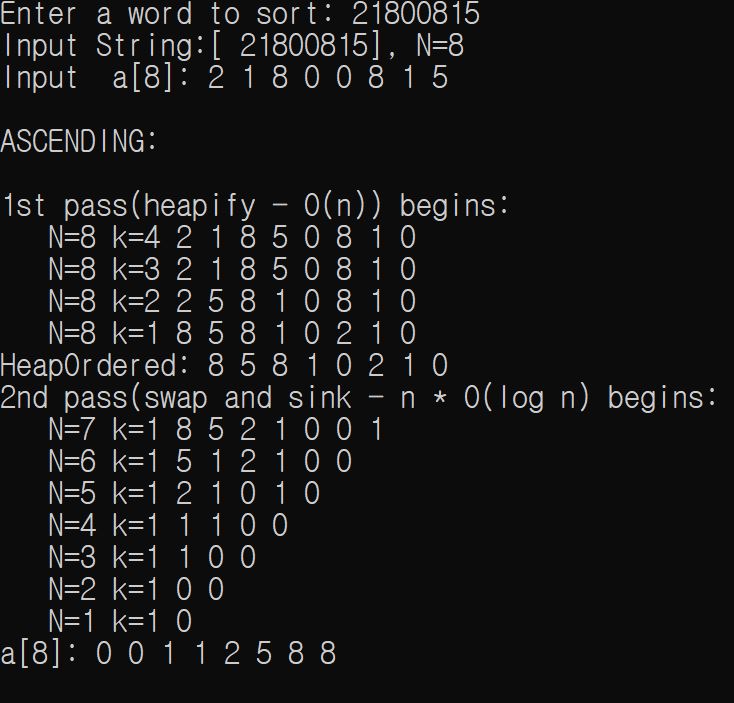 Enter a word to sort: 21800815
Input String:[ 21800815], N=8
Input  a[8]: 2 1 8 0 0 8 1 5
ASCENDING:
1st pass(heapify - O(n)) begins:
   N=8 k=4 2 1 8 5 0 8 1 0
   N=8 k=3 2 1 8 5 0 8 1 0
   N=8 k=2 2 5 8 1 0 8 1 0
   N=8 k=1 8 5 8 1 0 2 1 0
HeapOrdered: 8 5 8 1 0 2 1 0
2nd pass(swap and sink - n * O(log n) begins:
   N=7 k=1 8 5 2 1 0 0 1
   N=6 k=1 5 1 2 1 0 0
   N=5 k=1 2 1 0 1 0
   N=4 k=1 1 1 0 0
   N=3 k=1 1 0 0
   N=2 k=1 0 0
   N=1 k=1 0
a[8]: 0 0 1 1 2 5 8 8